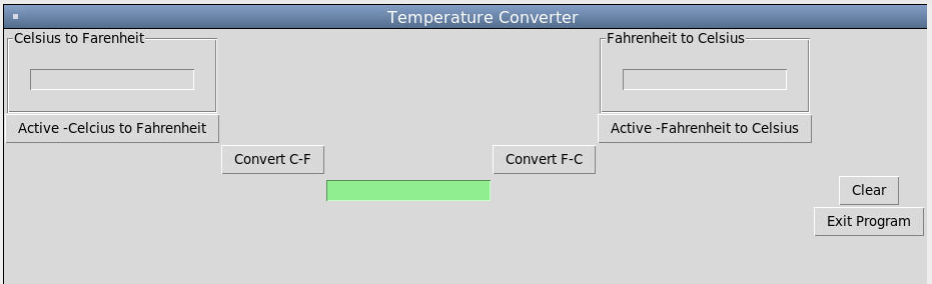 Temperature Converter
Celsius to Farenheit
Fahrenheit to Celsius
Active -Celcius to Fahrenheit
Active -Fahrenheit to Celsius
Convert C-F
Convert F-C
Clear
Exit Program